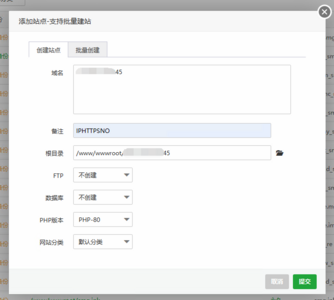 添加站点-支持批量建站
创建站点 批量创建
域名 45
备注 IPHTTPSNO
根目录 /www/wwwroot/ 45
FTP 不创建
数据库 不创建
PHP版本 PHP-80
网站分类 默认分类
取消 提交